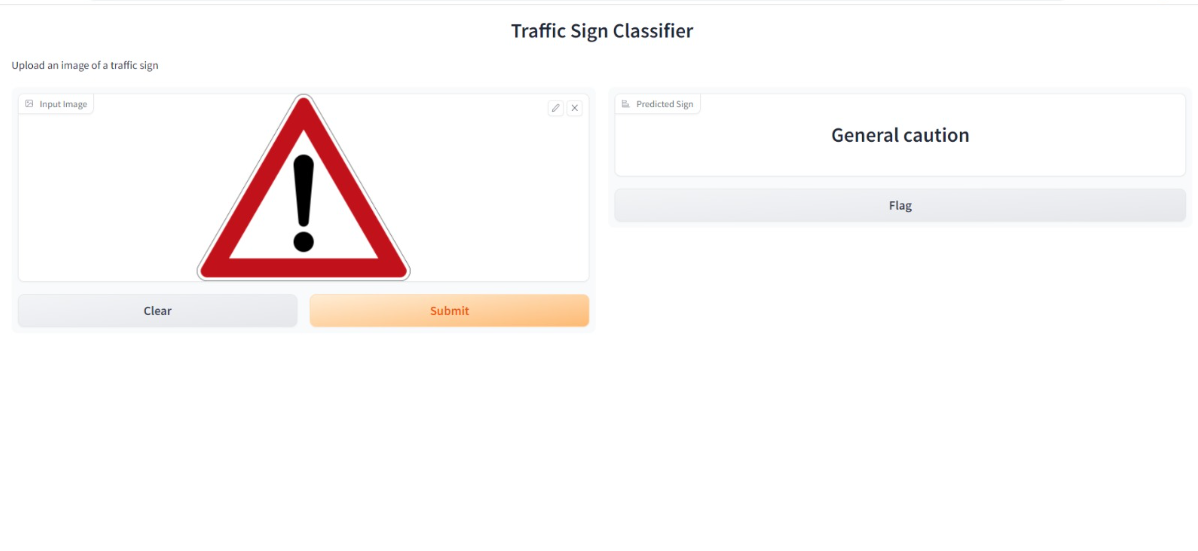 Traffic Sign Classifier
Upload an image of a traffic sign
Input Image
!
Clear
Submit
Predicted Sign
General caution
Flag